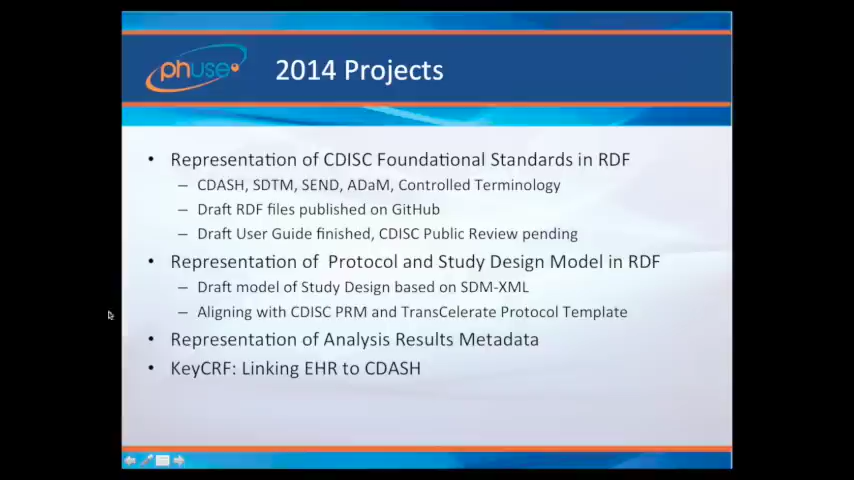 phuse
2014 Projects
• Representation of CDISC Foundational Standards in RDF
– CDASH, SDTM, SEND, ADaM, Controlled Terminology
– Draft RDF files published on GitHub
– Draft User Guide finished, CDISC Public Review pending
• Representation of Protocol and Study Design Model in RDF
– Draft model of Study Design based on SDM-XML
– Aligning with CDISC PRM and TransCelerate Protocol Template
• Representation of Analysis Results Metadata
• KeyCRF: Linking EHR to CDASH